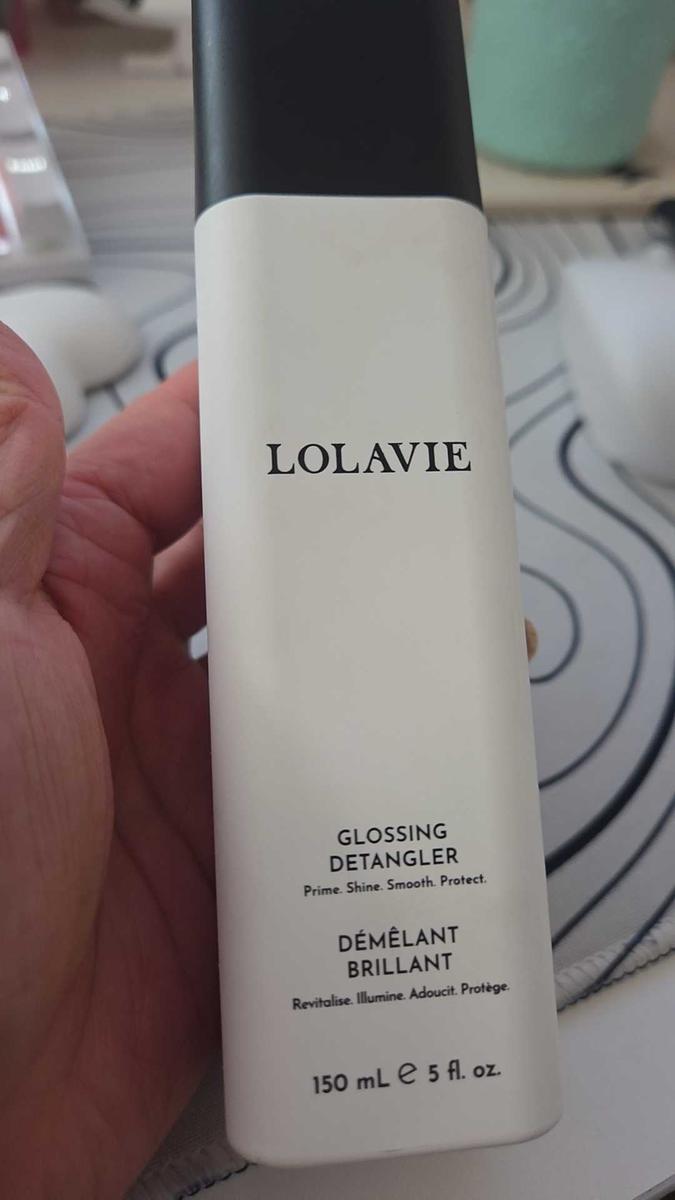 LOLAVIE
GLOSSING
DETANGLER
Prime. Shine. Smooth. Protect.
DÉMÊLANT
BRILLANT
Revitalise. Illumine. Adoucit. Protège.
150 mL ℮ 5 fl. oz.